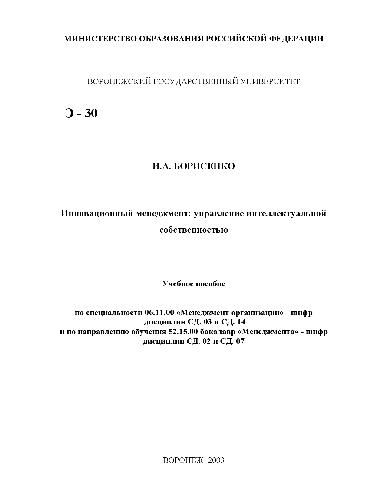 МИНИСТЕРСТВО ОБРАЗОВАНИЯ РОССИЙСКОЙ ФЕДЕРАЦИИ
ВОРОНЕЖСКИЙ ГОСУДАРСТВЕННЫЙ УНИВЕРСИТЕТ
Э - 30
И.А. БОРИСЕНКО
Инновационный менеджмент: управление интеллектуальной
собственностью
Учебное пособие
по специальности 06.11.00 «Менеджмент организации» - шифр
дисциплин СД. 03 и СД. 14
и по направлению обучения 52.15.00 бакалавр «Менеджмента» - шифр
дисциплин СД. 02 и СД. 07
ВОРОНЕЖ 2003